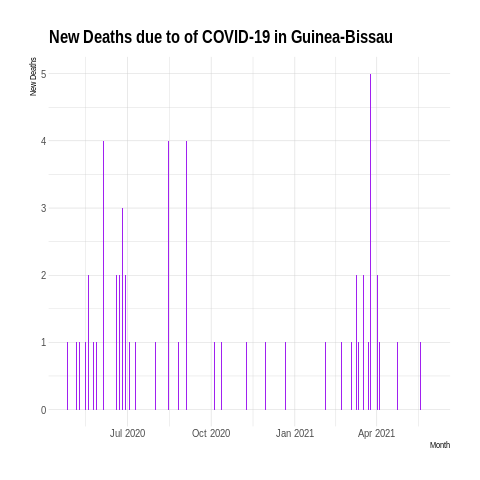 New Deaths due to of COVID-19 in Guinea-Bissau
New Deaths
5
4
3
2
1
0
Jul 2020 Oct 2020 Jan 2021 Apr 2021
Month